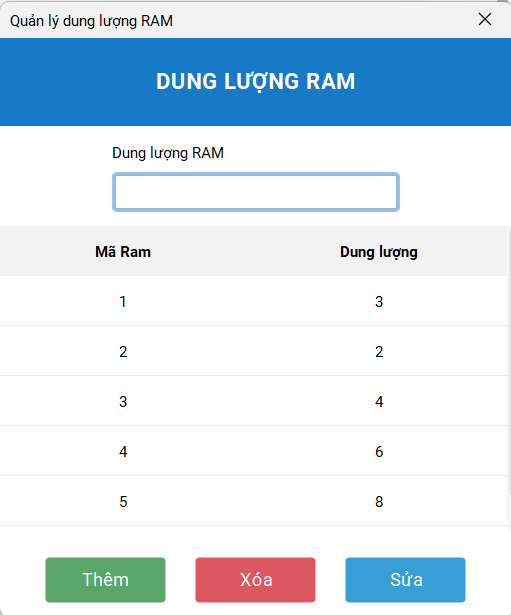 Quản lý dung lượng RAM
DUNG LƯỢNG RAM
Dung lượng RAM
Mã Ram Dung lượng
1 3
2 2
3 4
4 6
5 8
Thêm Xóa Sửa